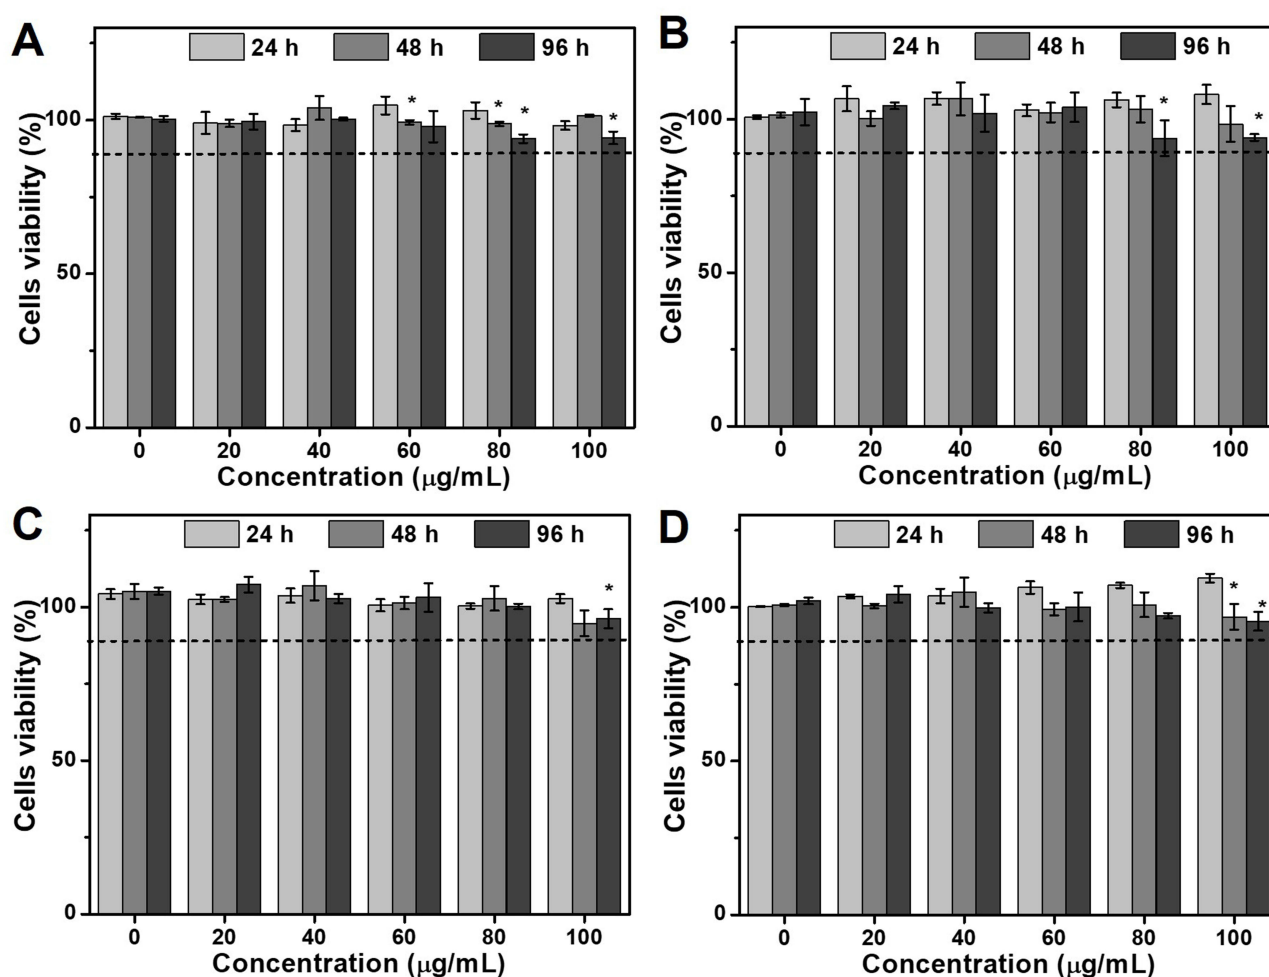 A
24 h 48 h 96 h
Cells viability (%)
100
50
0
* * * *
0 20 40 60 80 100
Concentration (μg/mL)
B
24 h 48 h 96 h
Cells viability (%)
100
50
0
* *
0 20 40 60 80 100
Concentration (μg/mL)
C
24 h 48 h 96 h
Cells viability (%)
100
50
0
*
0 20 40 60 80 100
Concentration (μg/mL)
D
24 h 48 h 96 h
Cells viability (%)
100
50
0
* *
0 20 40 60 80 100
Concentration (μg/mL)